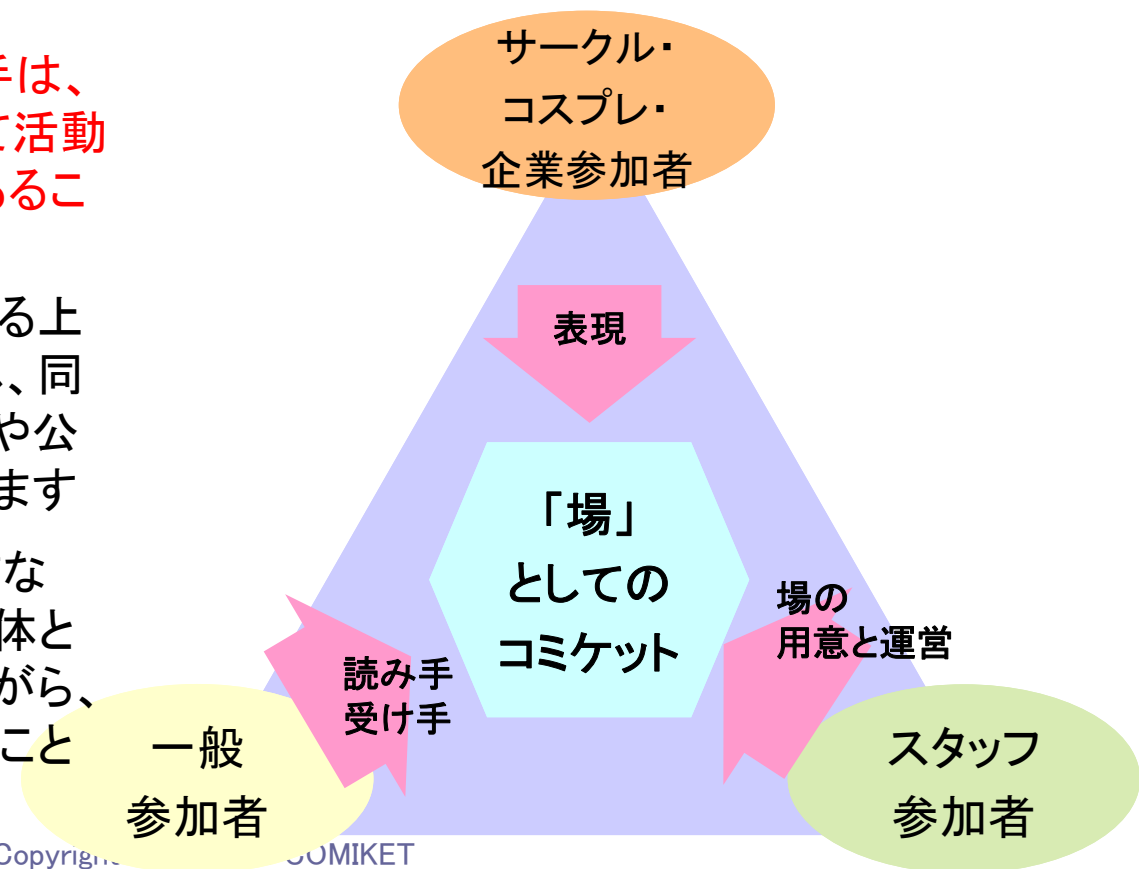 手は、
て活動
あるこ
る上
、同
や公
ます
な
体と
がら、
こと
サークル・
コスプレ・
企業参加者
表現
「場」
としての
コミケット
読み手
受け手
場の
用意と運営
一般
参加者
スタッフ
参加者
COMIKET